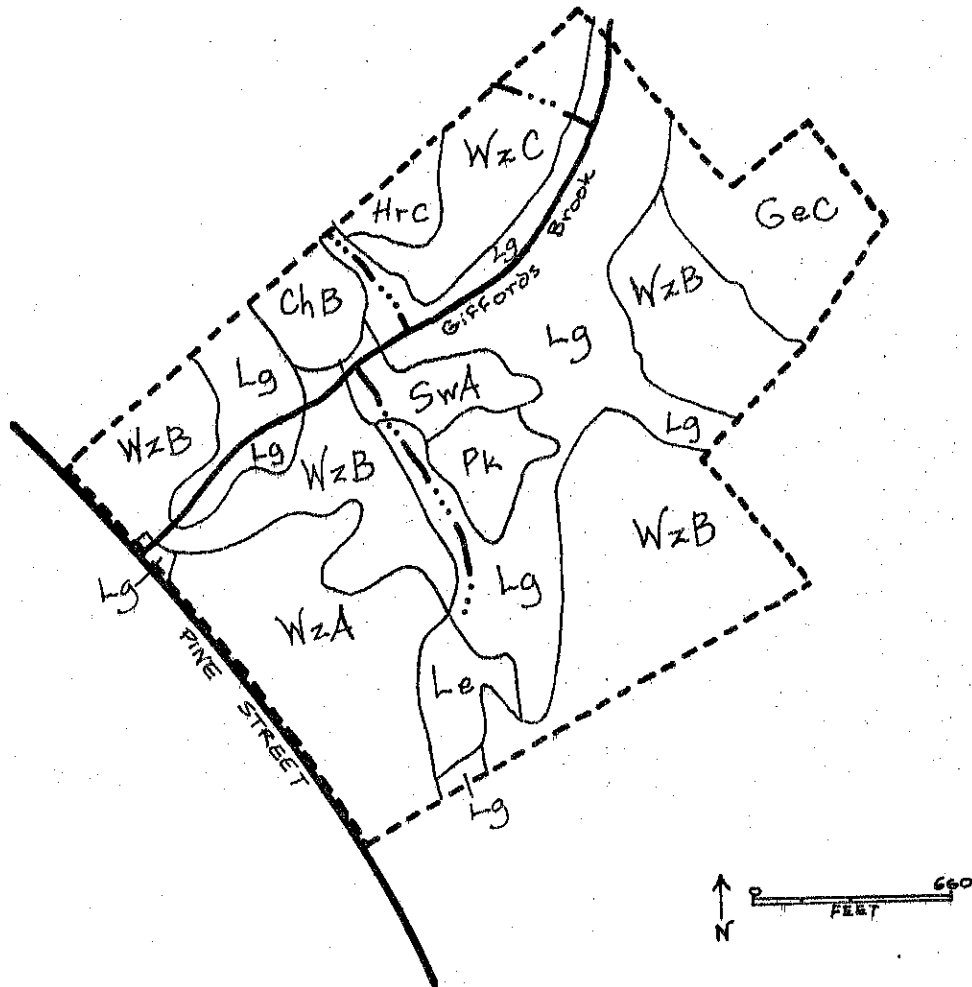 WzC
HrC
GeC
Lg
Giffords Brook
ChB
WzB
Lg
Lg
SwA
WzB
Lg
WzB
Lg
Pk
WzB
Lg
Lg
WzA
PINE STREET
Le
Lg
N
0 660
FEET